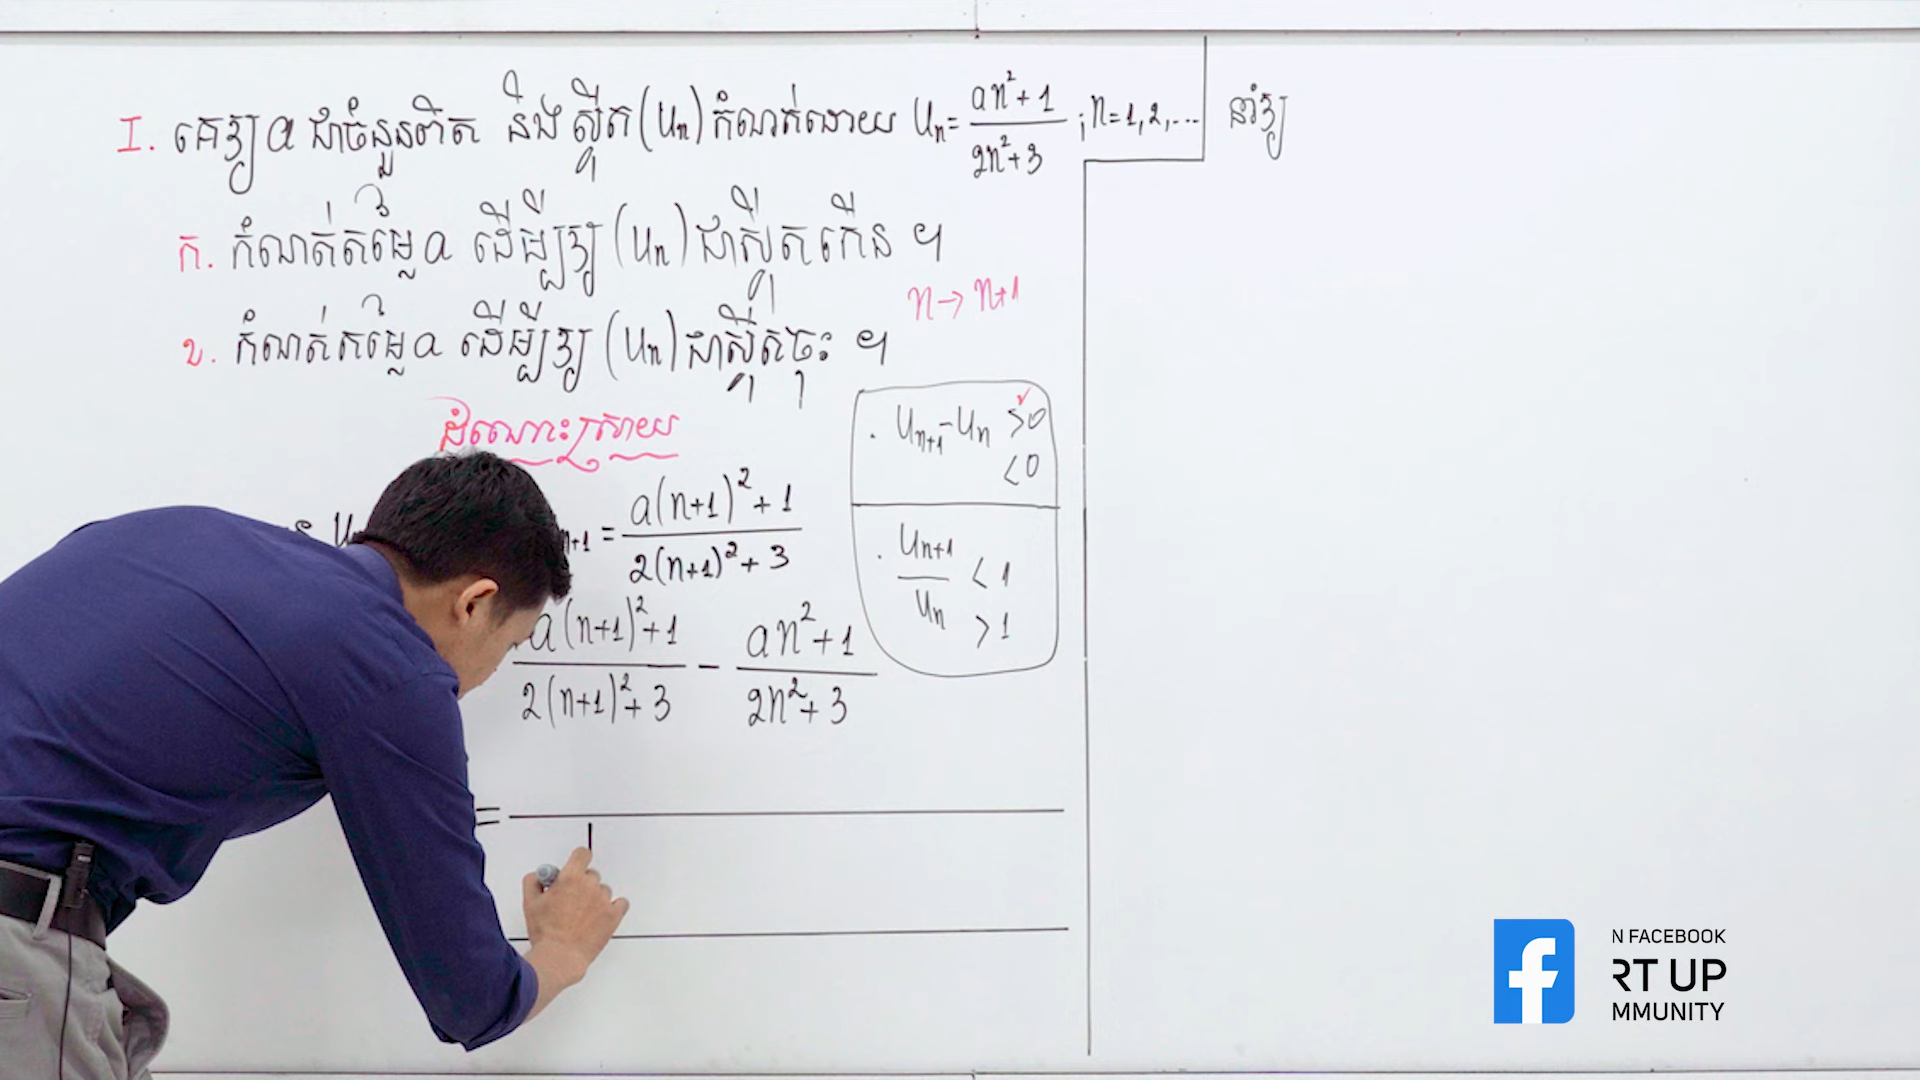 I. គេឲ្យ a ជាចំនួនពិត និង ស្វ៊ីត (Uₙ) កំណត់ដោយ Uₙ = (an²+1)/(2n²+3) ; n=1,2,...
ក. កំណត់តម្លៃ a ដើម្បីឲ្យ (Uₙ) ជាស្វ៊ីតកើន ។
n → n+1
ខ. កំណត់តម្លៃ a ដើម្បីឲ្យ (Uₙ) ជាស្វ៊ីតចុះ ។
ដំណោះស្រាយ
ₙ₊₁ = (a(n+1)²+1)/(2(n+1)²+3)
(a(n+1)²+1)/(2(n+1)²+3) − (an²+1)/(2n²+3)
=
. Uₙ₊₁ − Uₙ > 0
< 0
. Uₙ₊₁/Uₙ < 1
> 1
នាំឲ្យ
N FACEBOOK
RT UP
MMUNITY